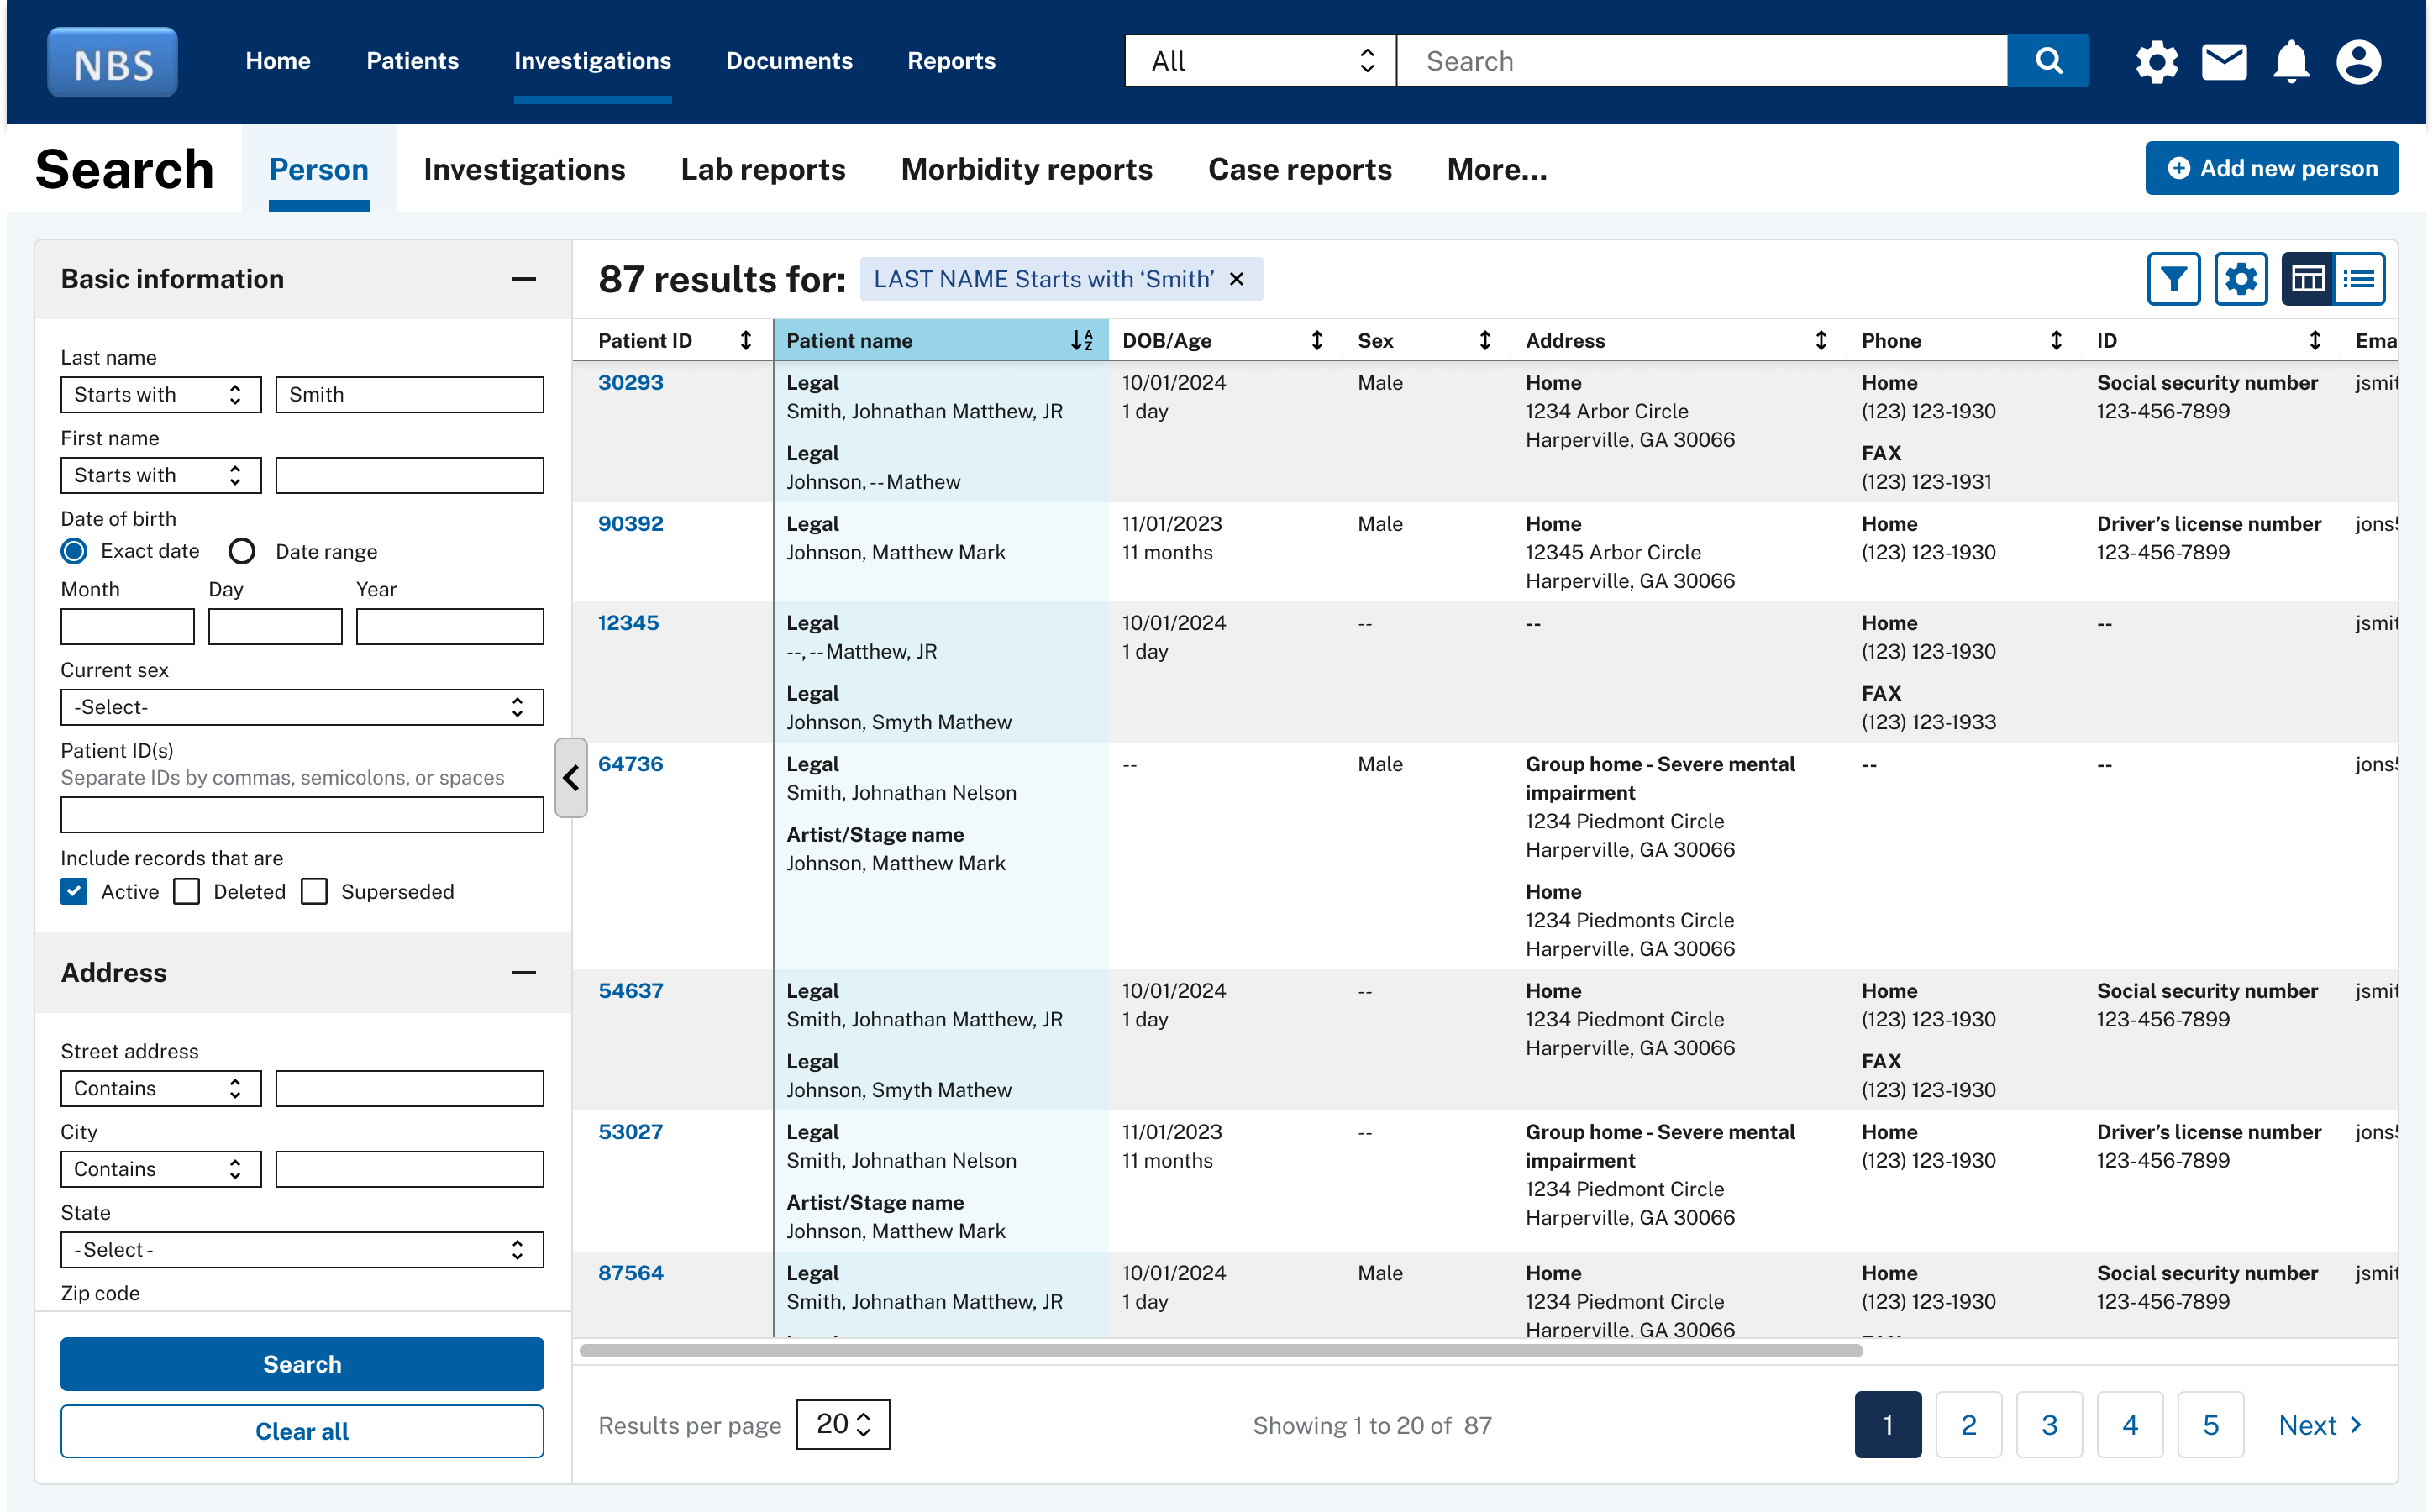 NBS
Home Patients Investigations Documents Reports
All Search
Search Person Investigations Lab reports Morbidity reports Case reports More...
Add new person
Basic information
Last name
Starts with Smith
First name
Starts with
Date of birth
Exact date Date range
Month Day Year
Current sex
-Select-
Patient ID(s)
Separate IDs by commas, semicolons, or spaces
Include records that are
Active Deleted Superseded
Address
Street address
Contains
City
Contains
State
- Select -
Zip code
Search
Clear all
87 results for: LAST NAME Starts with ‘Smith’
Patient ID Patient name DOB/Age Sex Address Phone ID Ema
30293 Legal 10/01/2024 Male Home Home Social security number jsmit
Smith, Johnathan Matthew, JR 1 day 1234 Arbor Circle (123) 123-1930 123-456-7899
Harperville, GA 30066
Legal FAX
Johnson, -- Mathew (123) 123-1931
90392 Legal 11/01/2023 Male Home Home Driver’s license number jons
Johnson, Matthew Mark 11 months 12345 Arbor Circle (123) 123-1930 123-456-7899
Harperville, GA 30066
12345 Legal 10/01/2024 -- -- Home -- jsmit
--, -- Matthew, JR 1 day (123) 123-1930
Legal FAX
Johnson, Smyth Mathew (123) 123-1933
64736 Legal -- Male Group home - Severe mental -- -- jons
Smith, Johnathan Nelson impairment
1234 Piedmont Circle
Artist/Stage name Harperville, GA 30066
Johnson, Matthew Mark
Home
1234 Piedmonts Circle
Harperville, GA 30066
54637 Legal 10/01/2024 -- Home Home Social security number jsmit
Smith, Johnathan Matthew, JR 1 day 1234 Piedmont Circle (123) 123-1930 123-456-7899
Harperville, GA 30066
Legal FAX
Johnson, Smyth Mathew (123) 123-1930
53027 Legal 11/01/2023 -- Group home - Severe mental Home Driver’s license number jons
Smith, Johnathan Nelson 11 months impairment (123) 123-1930 123-456-7899
1234 Piedmont Circle
Artist/Stage name Harperville, GA 30066
Johnson, Matthew Mark
87564 Legal 10/01/2024 Male Home Home Social security number jsmit
Smith, Johnathan Matthew, JR 1 day 1234 Piedmont Circle (123) 123-1930 123-456-7899
Harperville, GA 30066
Results per page 20 Showing 1 to 20 of 87 1 2 3 4 5 Next